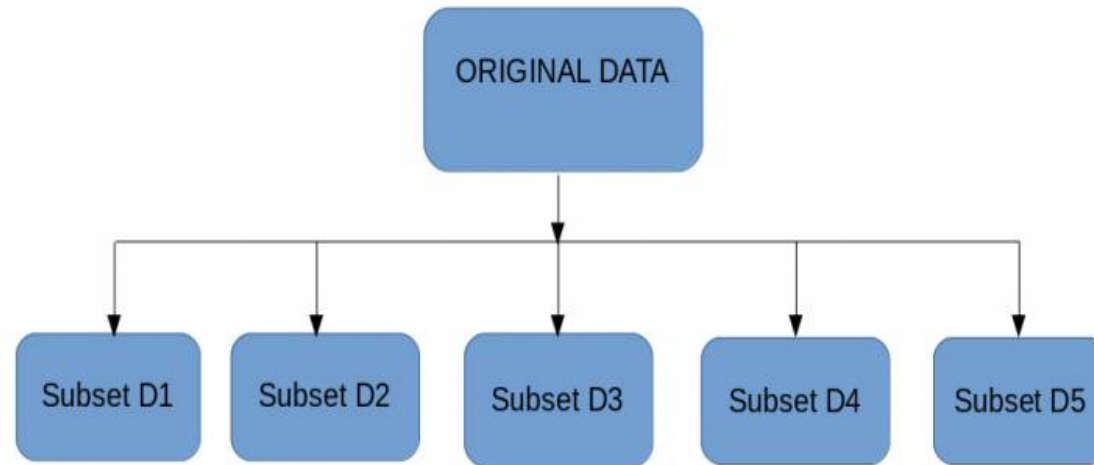 ORIGINAL DATA
Subset D1
Subset D2
Subset D3
Subset D4
Subset D5